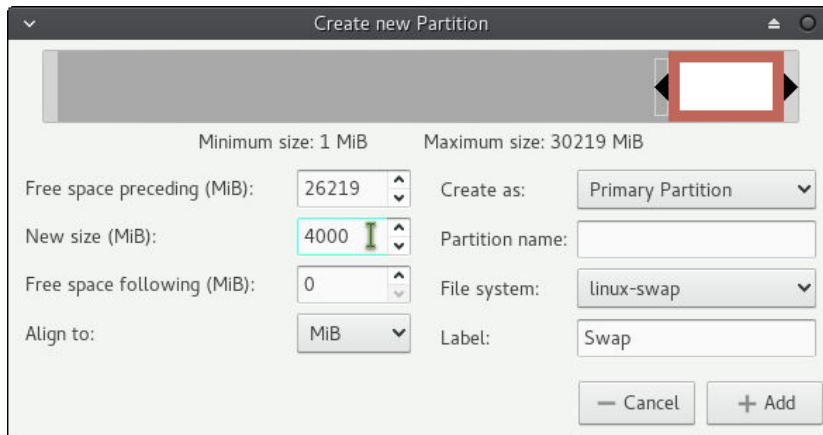 Create new Partition
Minimum size: 1 MiB Maximum size: 30219 MiB
Free space preceding (MiB): 26219 Create as: Primary Partition
New size (MiB): 4000 Partition name:
Free space following (MiB): 0 File system: linux-swap
Align to: MiB Label: Swap
Cancel Add